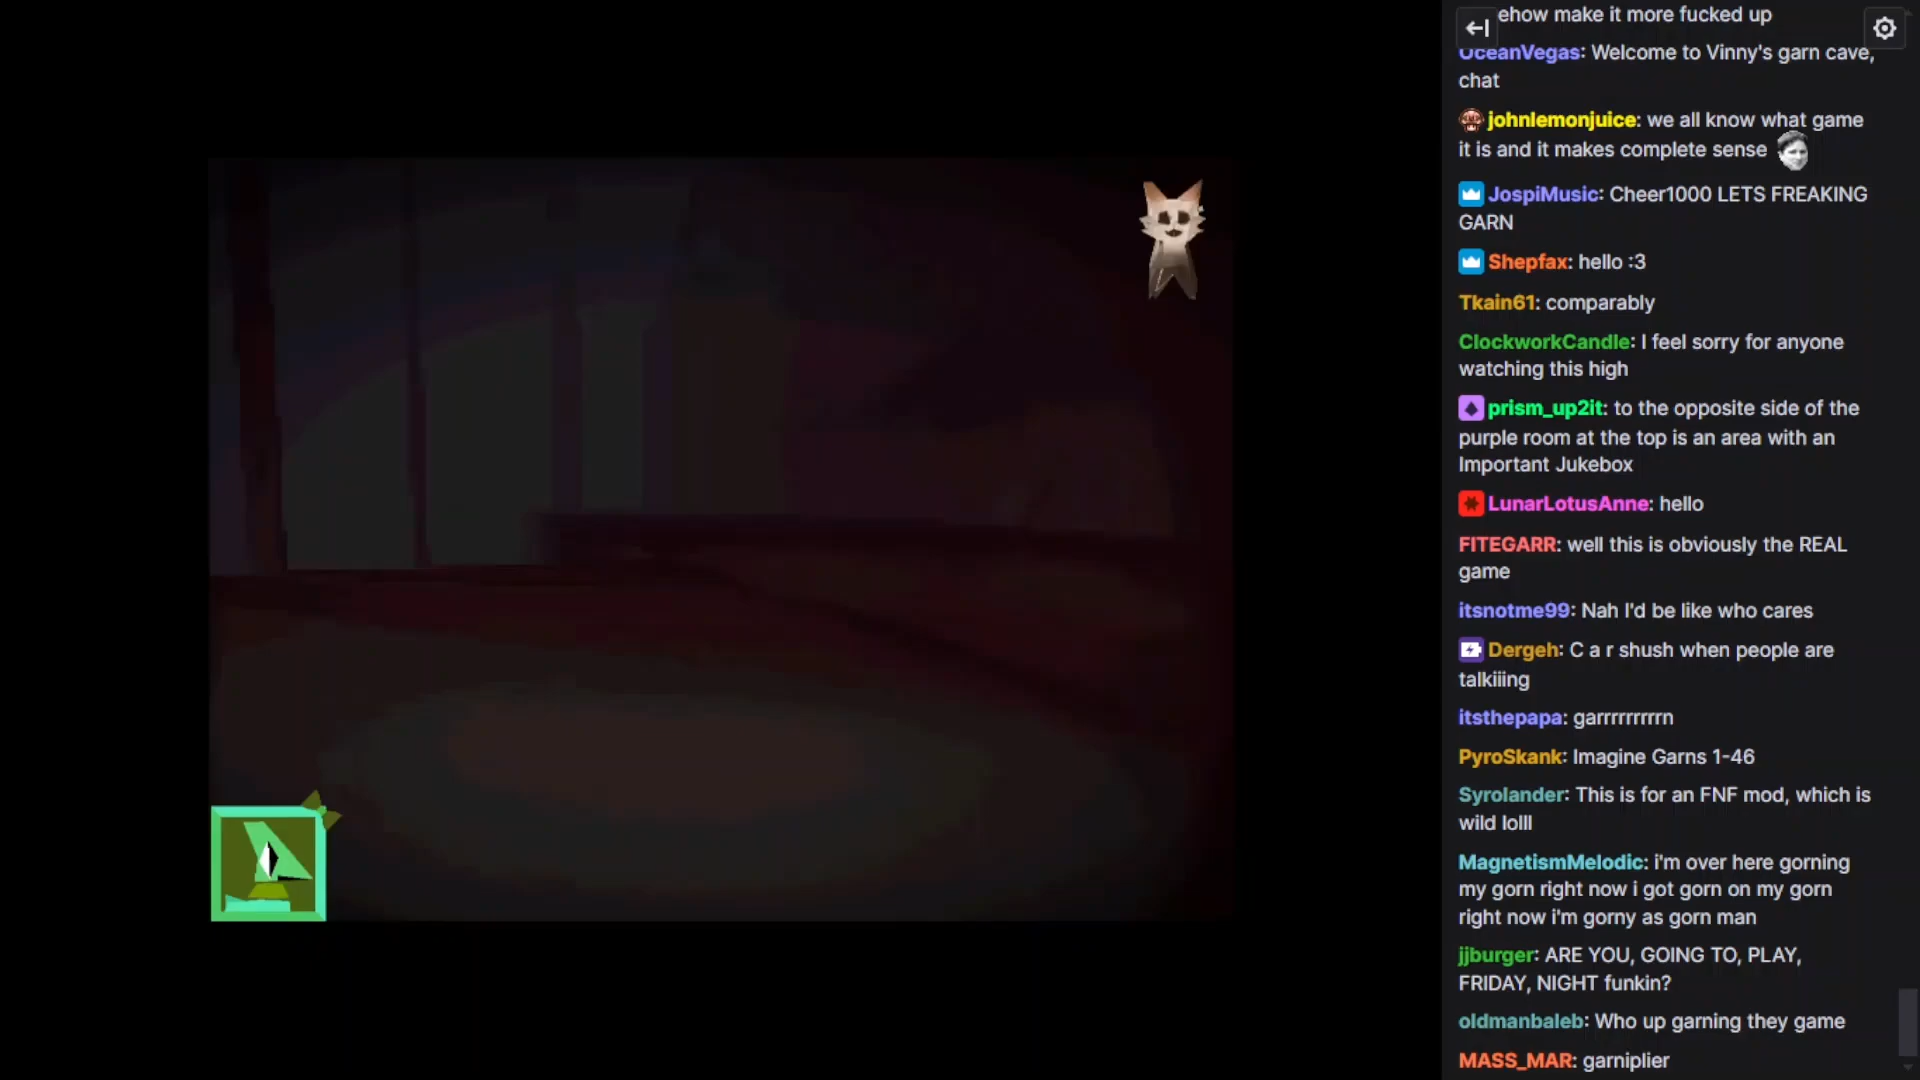 ehow make it more fucked up
OceanVegas: Welcome to Vinny's garn cave,
chat
johnlemonjuice: we all know what game
it is and it makes complete sense
JospiMusic: Cheer1000 LETS FREAKING
GARN
Shepfax: hello :3
Tkain61: comparably
ClockworkCandle: I feel sorry for anyone
watching this high
prism_up2it: to the opposite side of the
purple room at the top is an area with an
Important Jukebox
LunarLotusAnne: hello
FITEGARR: well this is obviously the REAL
game
itsnotme99: Nah I'd be like who cares
Dergeh: C a r shush when people are
talkiiing
itsthepapa: garrrrrrrrrn
PyroSkank: Imagine Garns 1-46
Syrolander: This is for an FNF mod, which is
wild lolll
MagnetismMelodic: i'm over here gorning
my gorn right now i got gorn on my gorn
right now i'm gorny as gorn man
jjburger: ARE YOU, GOING TO, PLAY,
FRIDAY, NIGHT funkin?
oldmanbaleb: Who up garning they game
MASS_MAR: garniplier